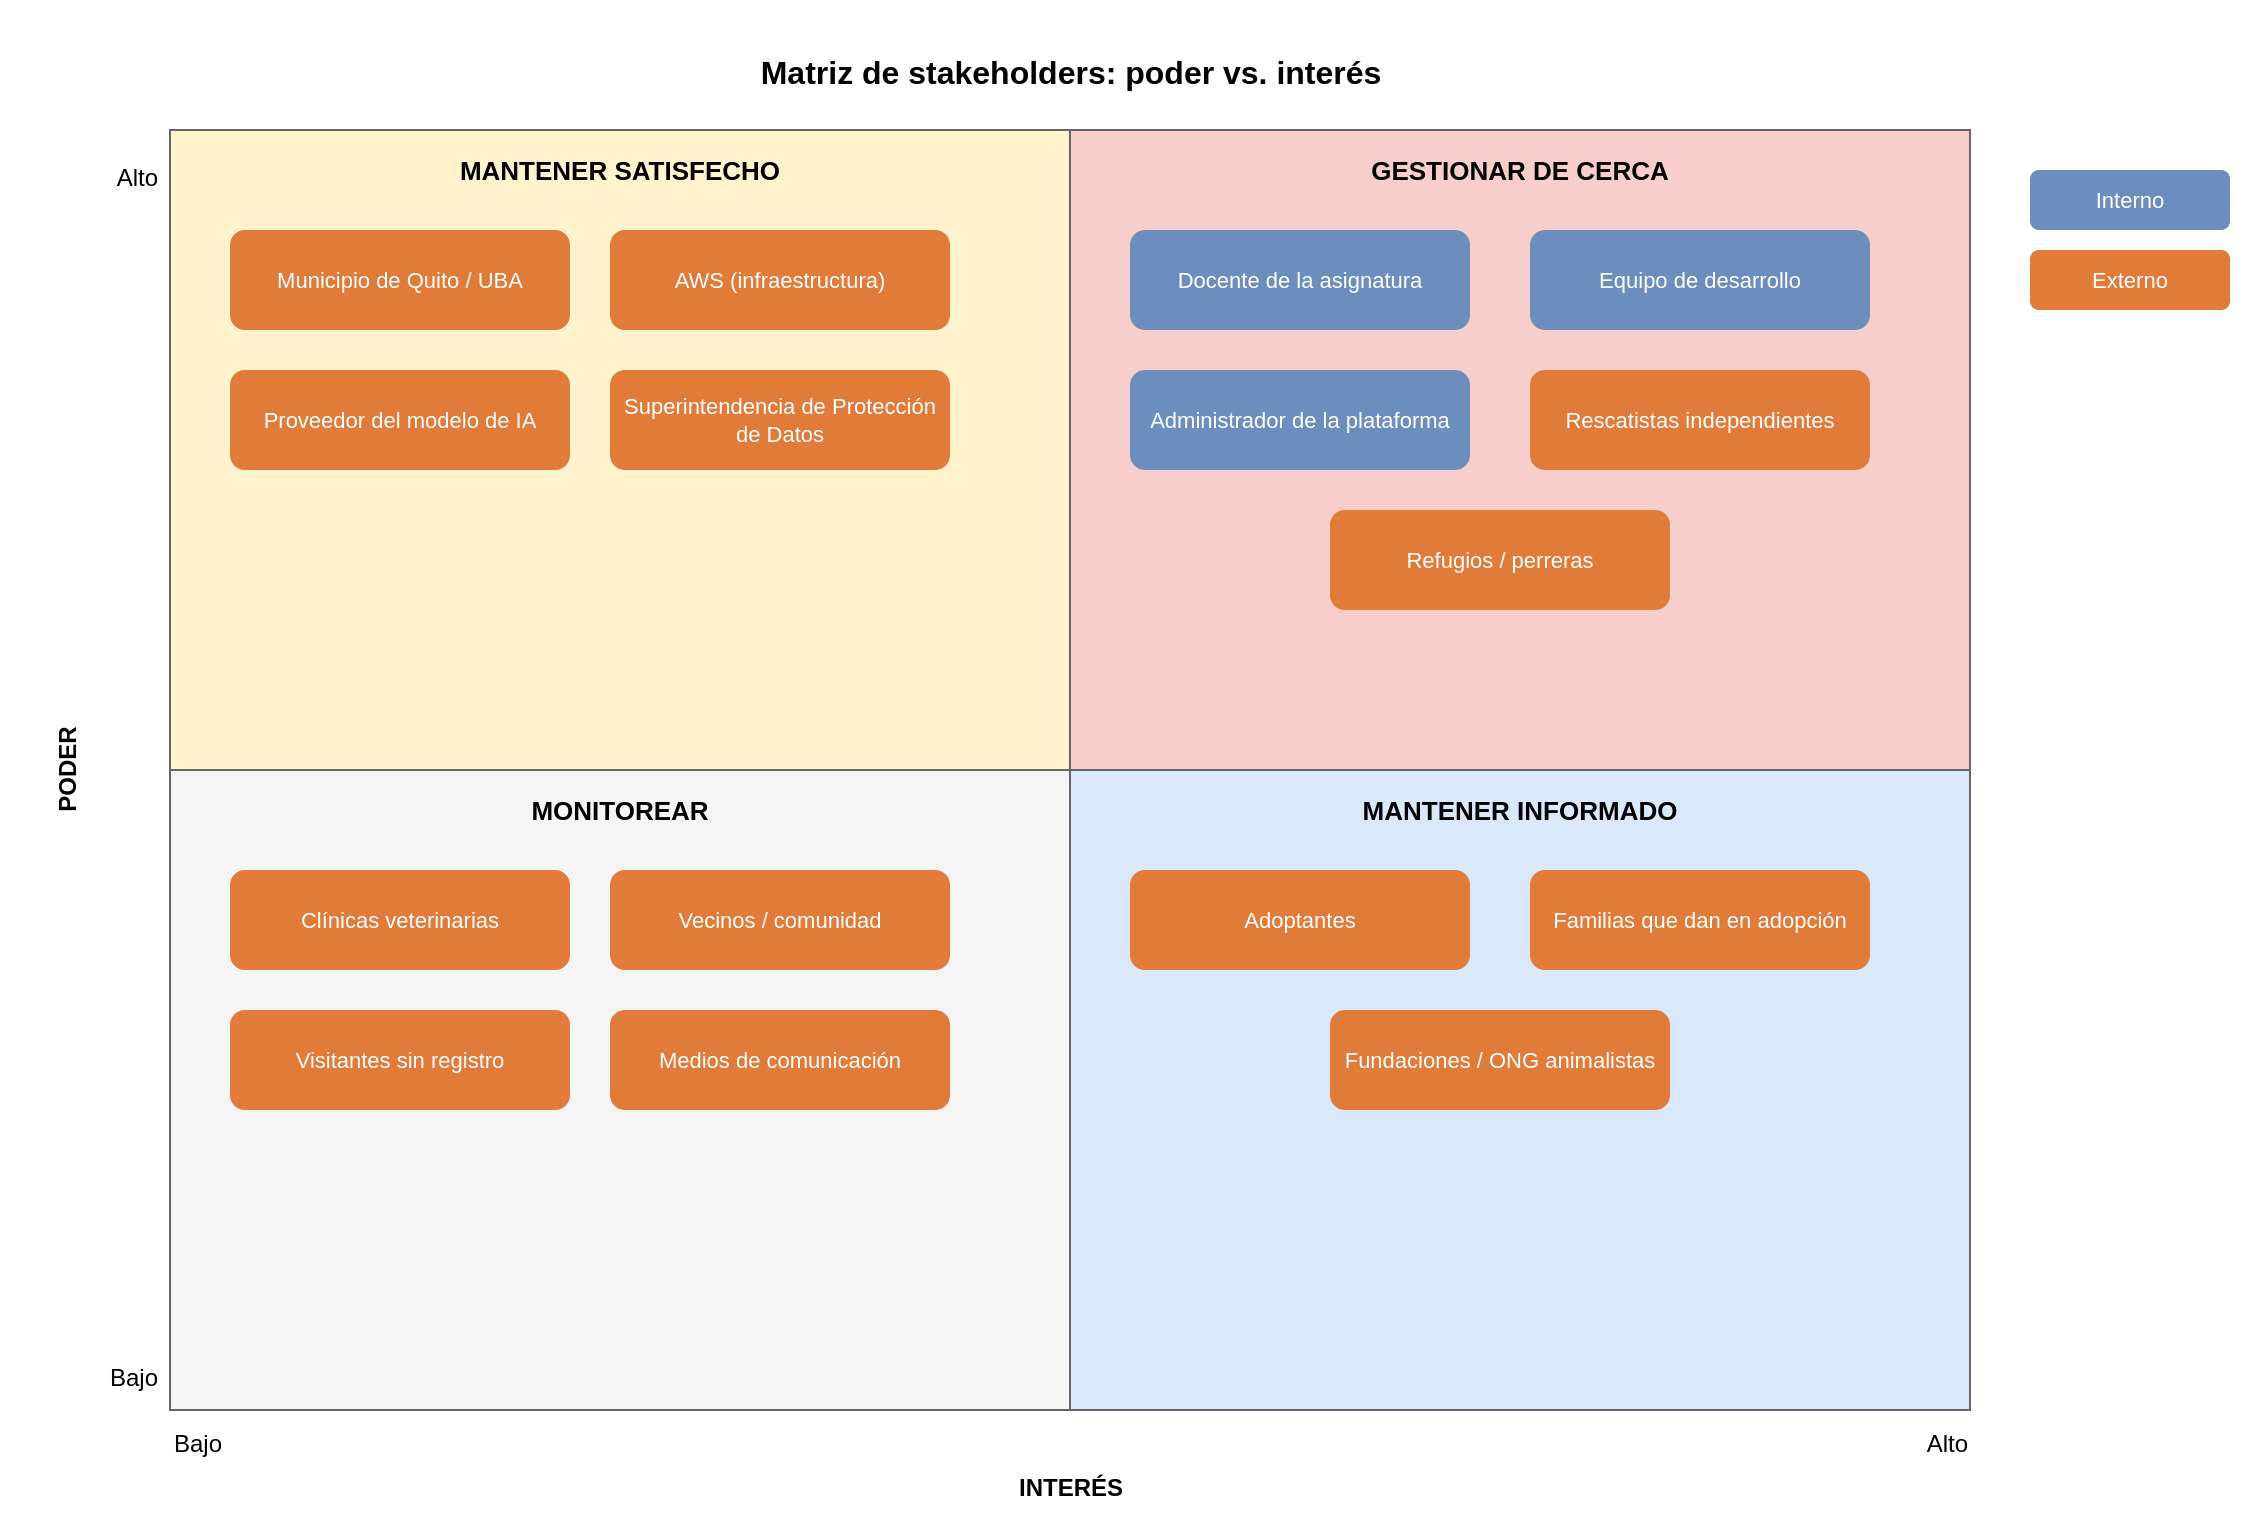 Matriz de stakeholders: poder vs. interés
Alto
MANTENER SATISFECHO
Municipio de Quito / UBA
AWS (infraestructura)
Proveedor del modelo de IA
Superintendencia de Protección
de Datos
GESTIONAR DE CERCA
Docente de la asignatura
Equipo de desarrollo
Administrador de la plataforma
Rescatistas independientes
Refugios / perreras
Interno
Externo
PODER
MONITOREAR
Clínicas veterinarias
Vecinos / comunidad
Visitantes sin registro
Medios de comunicación
MANTENER INFORMADO
Adoptantes
Familias que dan en adopción
Fundaciones / ONG animalistas
Bajo
Bajo
Alto
INTERÉS